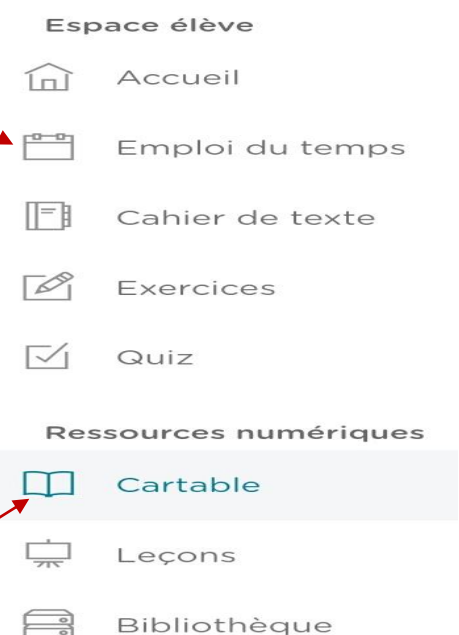 Espace élève
Accueil
Emploi du temps
Cahier de texte
Exercices
Quiz
Ressources numériques
Cartable
Leçons
Bibliothèque